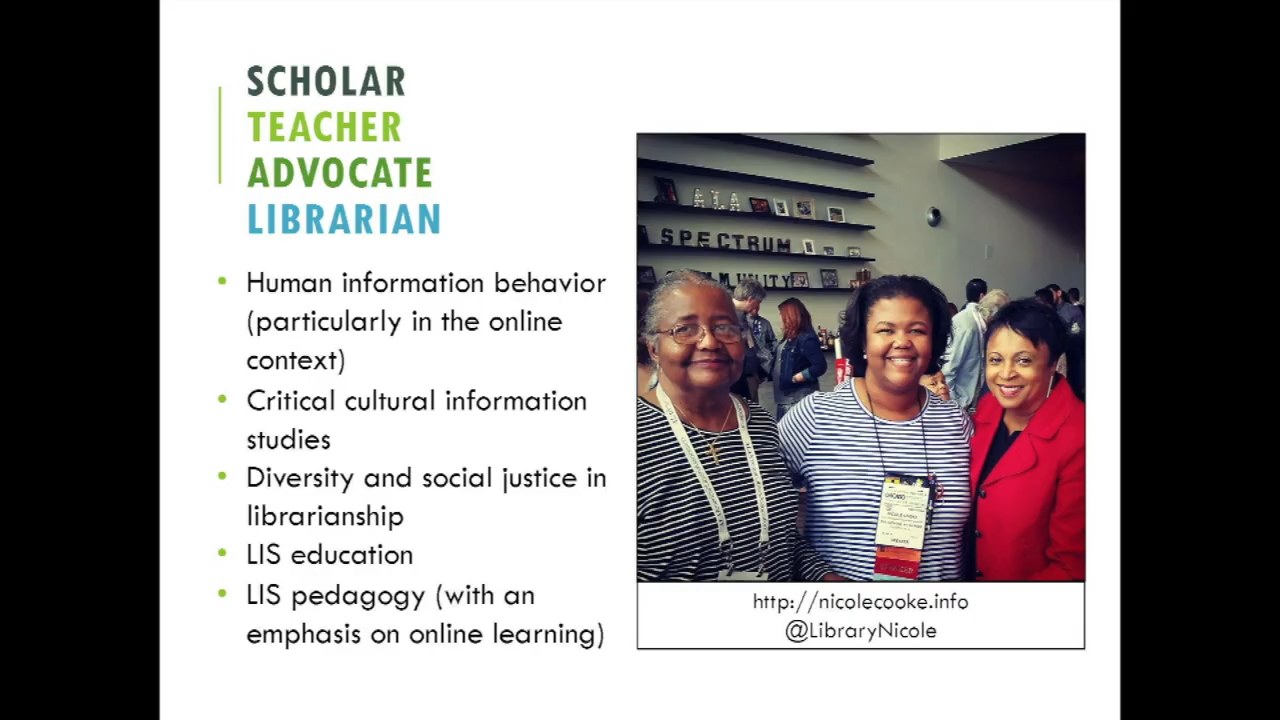 SCHOLAR
TEACHER
ADVOCATE
LIBRARIAN
• Human information behavior
(particularly in the online
context)
• Critical cultural information
studies
• Diversity and social justice in
librarianship
• LIS education
• LIS pedagogy (with an
emphasis on online learning)
ALA
SPECTRUM
http://nicolecooke.info
@LibraryNicole